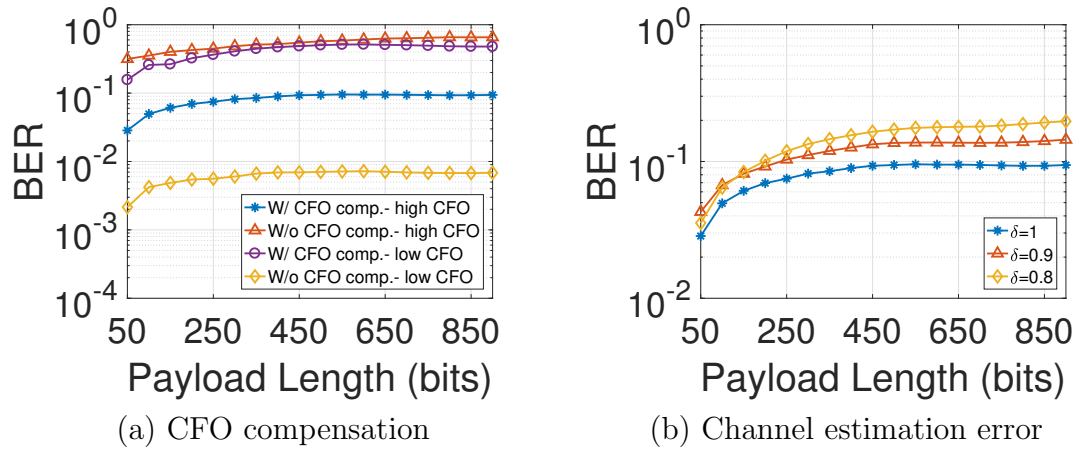 10^0
10^-1
10^-2
10^-3
10^-4
BER
W/ CFO comp.- high CFO
W/o CFO comp.- high CFO
W/ CFO comp.- low CFO
W/o CFO comp.- low CFO
50 250 450 650 850
Payload Length (bits)
(a) CFO compensation
10^0
10^-1
10^-2
BER
δ=1
δ=0.9
δ=0.8
50 250 450 650 850
Payload Length (bits)
(b) Channel estimation error